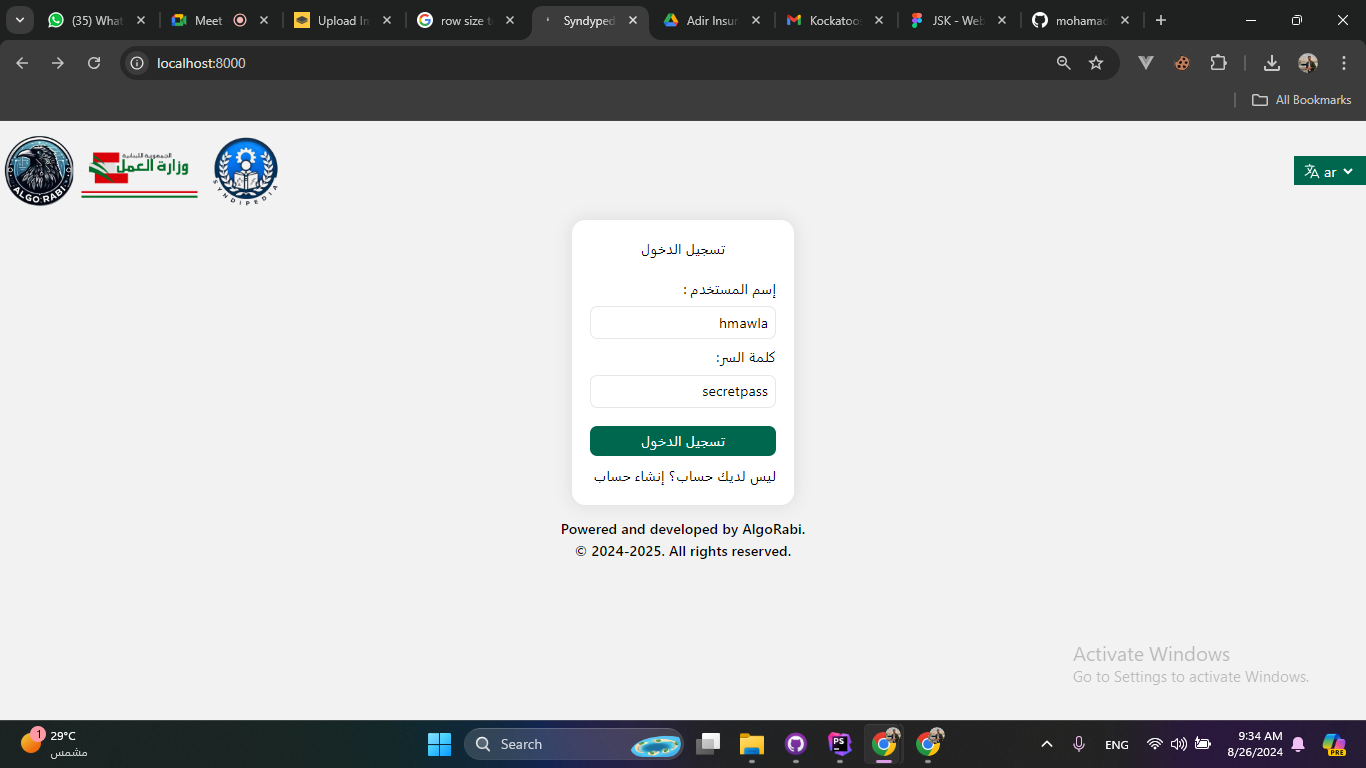 (35) What
Meet
Upload Im
row size t
Syndyped
Adir Insur
Kockatoo
JSK - Web
mohamad
localhost:8000
All Bookmarks
ALGO·RABI
الجمهورية اللبنانية
وزارة العمل
SYNDIPEDIA
ar
تسجيل الدخول
إسم المستخدم :
hmawla
كلمة السر:
secretpass
تسجيل الدخول
ليس لديك حساب؟ إنشاء حساب
Powered and developed by AlgoRabi.
© 2024-2025. All rights reserved.
Activate Windows
Go to Settings to activate Windows.
1
29°C
مشمس
Search
PS
ENG
9:34 AM
8/26/2024
PRE